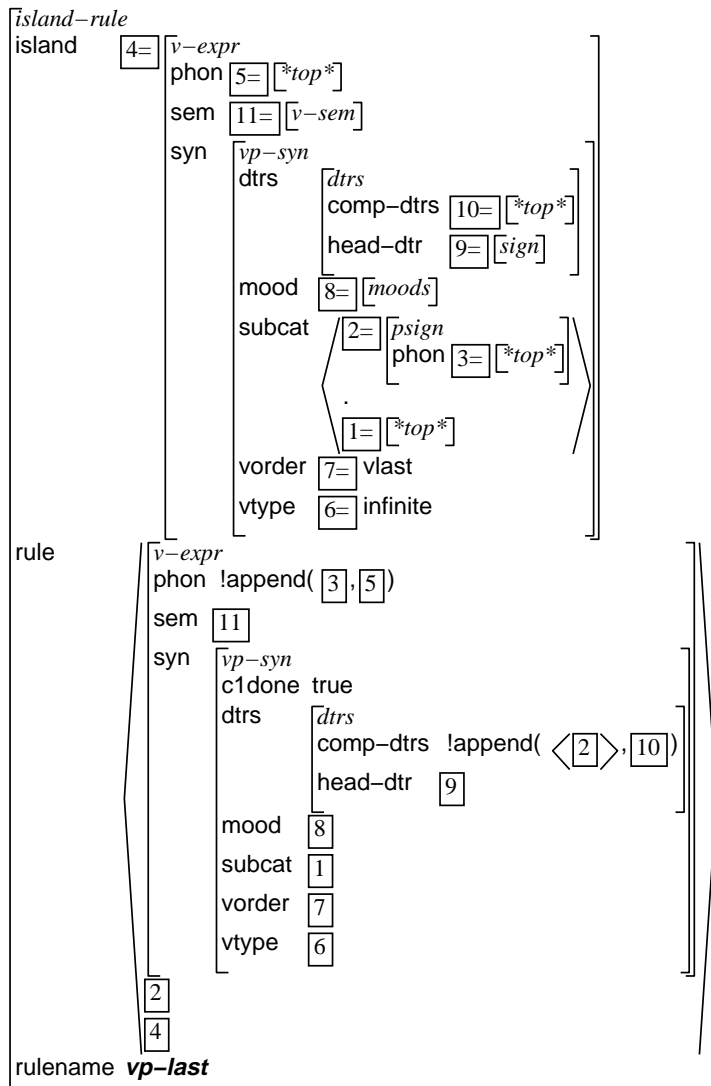 island−rule
island 4= v−expr
phon 5= *top*
sem 11= v−sem
syn vp−syn
dtrs dtrs
comp−dtrs 10= *top*
head−dtr 9= sign
mood 8= moods
subcat 2= psign
phon 3= *top*
.
1= *top*
vorder 7= vlast
vtype 6= infinite
rule v−expr
phon !append( 3 , 5 )
sem 11
syn vp−syn
c1done true
dtrs dtrs
comp−dtrs !append( < 2 > , 10 )
head−dtr 9
mood 8
subcat 1
vorder 7
vtype 6
2
4
rulename vp−last